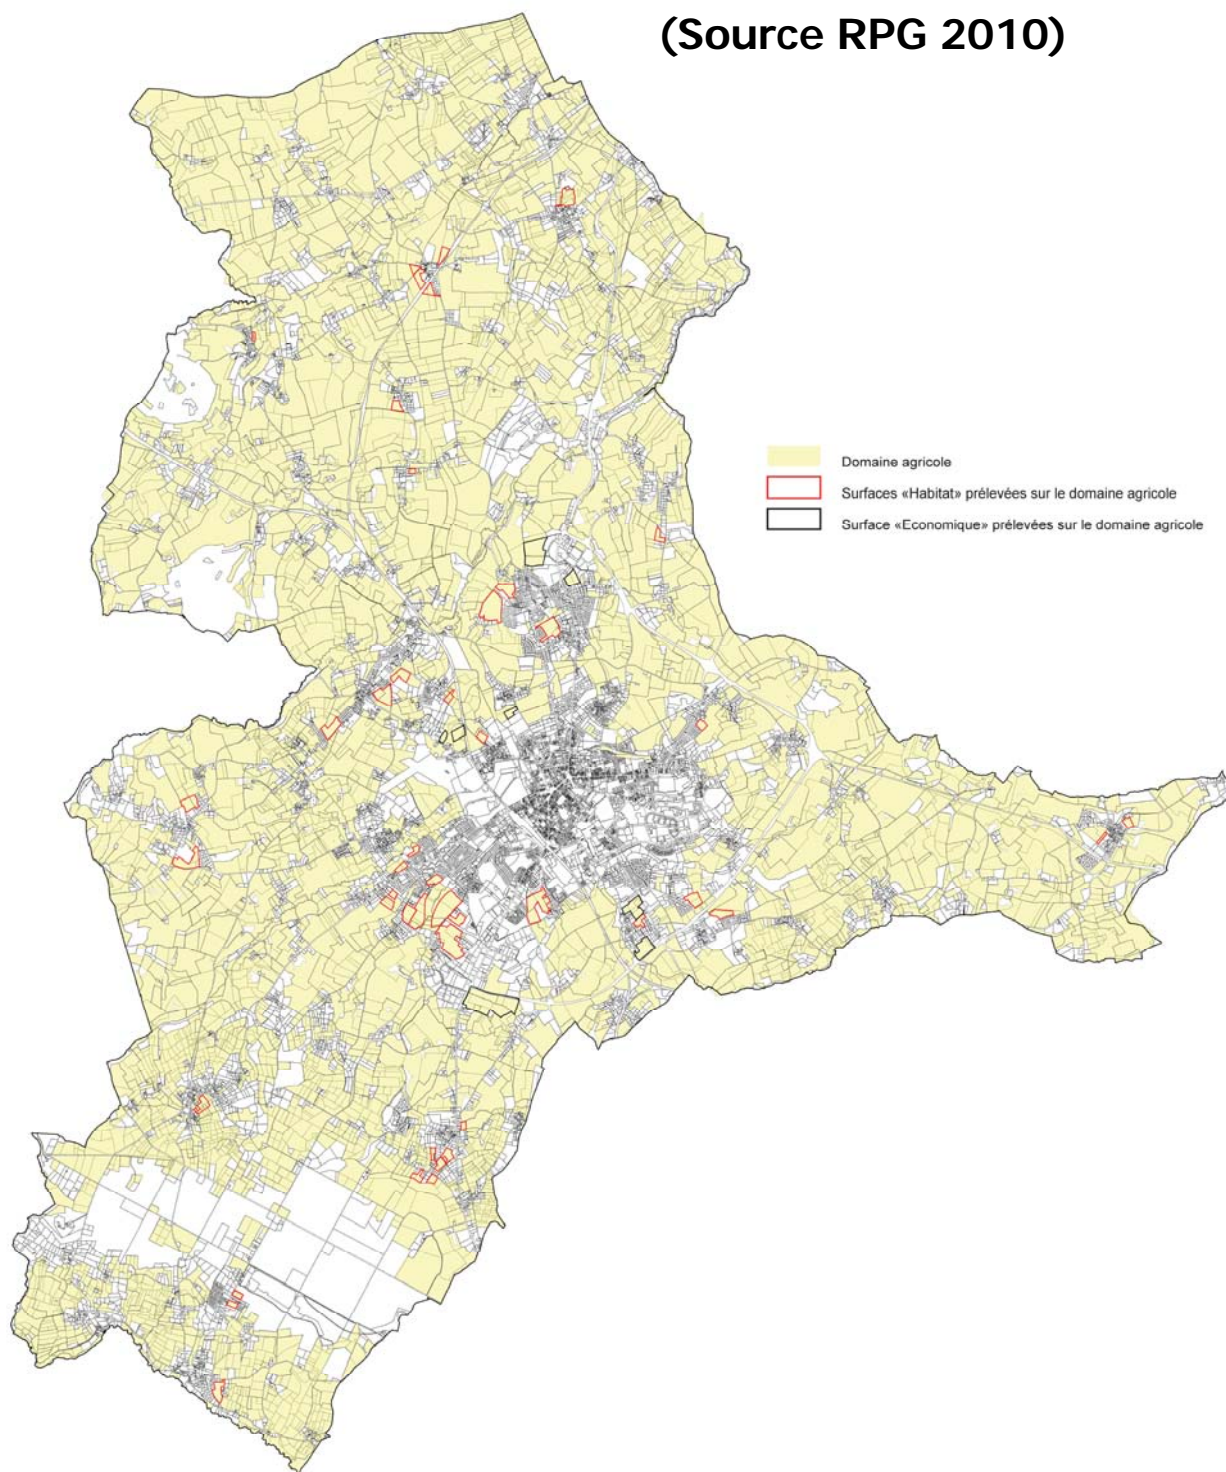 (Source RPG 2010)
Domaine agricole
Surfaces «Habitat» prélevées sur le domaine agricole
Surface «Economique» prélevées sur le domaine agricole